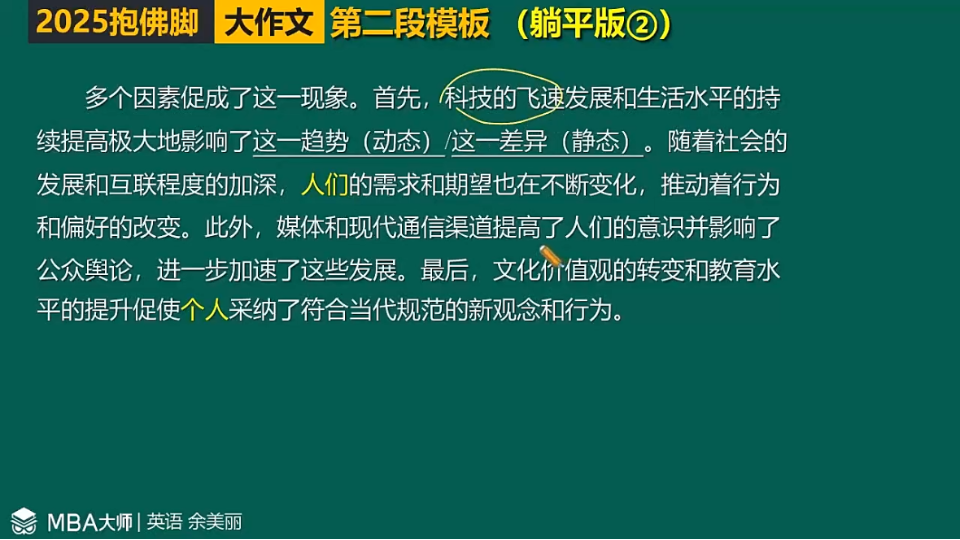 2025抱佛脚 大作文 第二段模板 （躺平版②）
多个因素促成了这一现象。首先，科技的飞速发展和生活水平的持
续提高极大地影响了这一趋势（动态）/这一差异（静态）。随着社会的
发展和互联程度的加深，人们的需求和期望也在不断变化，推动着行为
和偏好的改变。此外，媒体和现代通信渠道提高了人们的意识并影响了
公众舆论，进一步加速了这些发展。最后，文化价值观的转变和教育水
平的提升促使个人采纳了符合当代规范的新观念和行为。
MBA大师 | 英语 余美丽